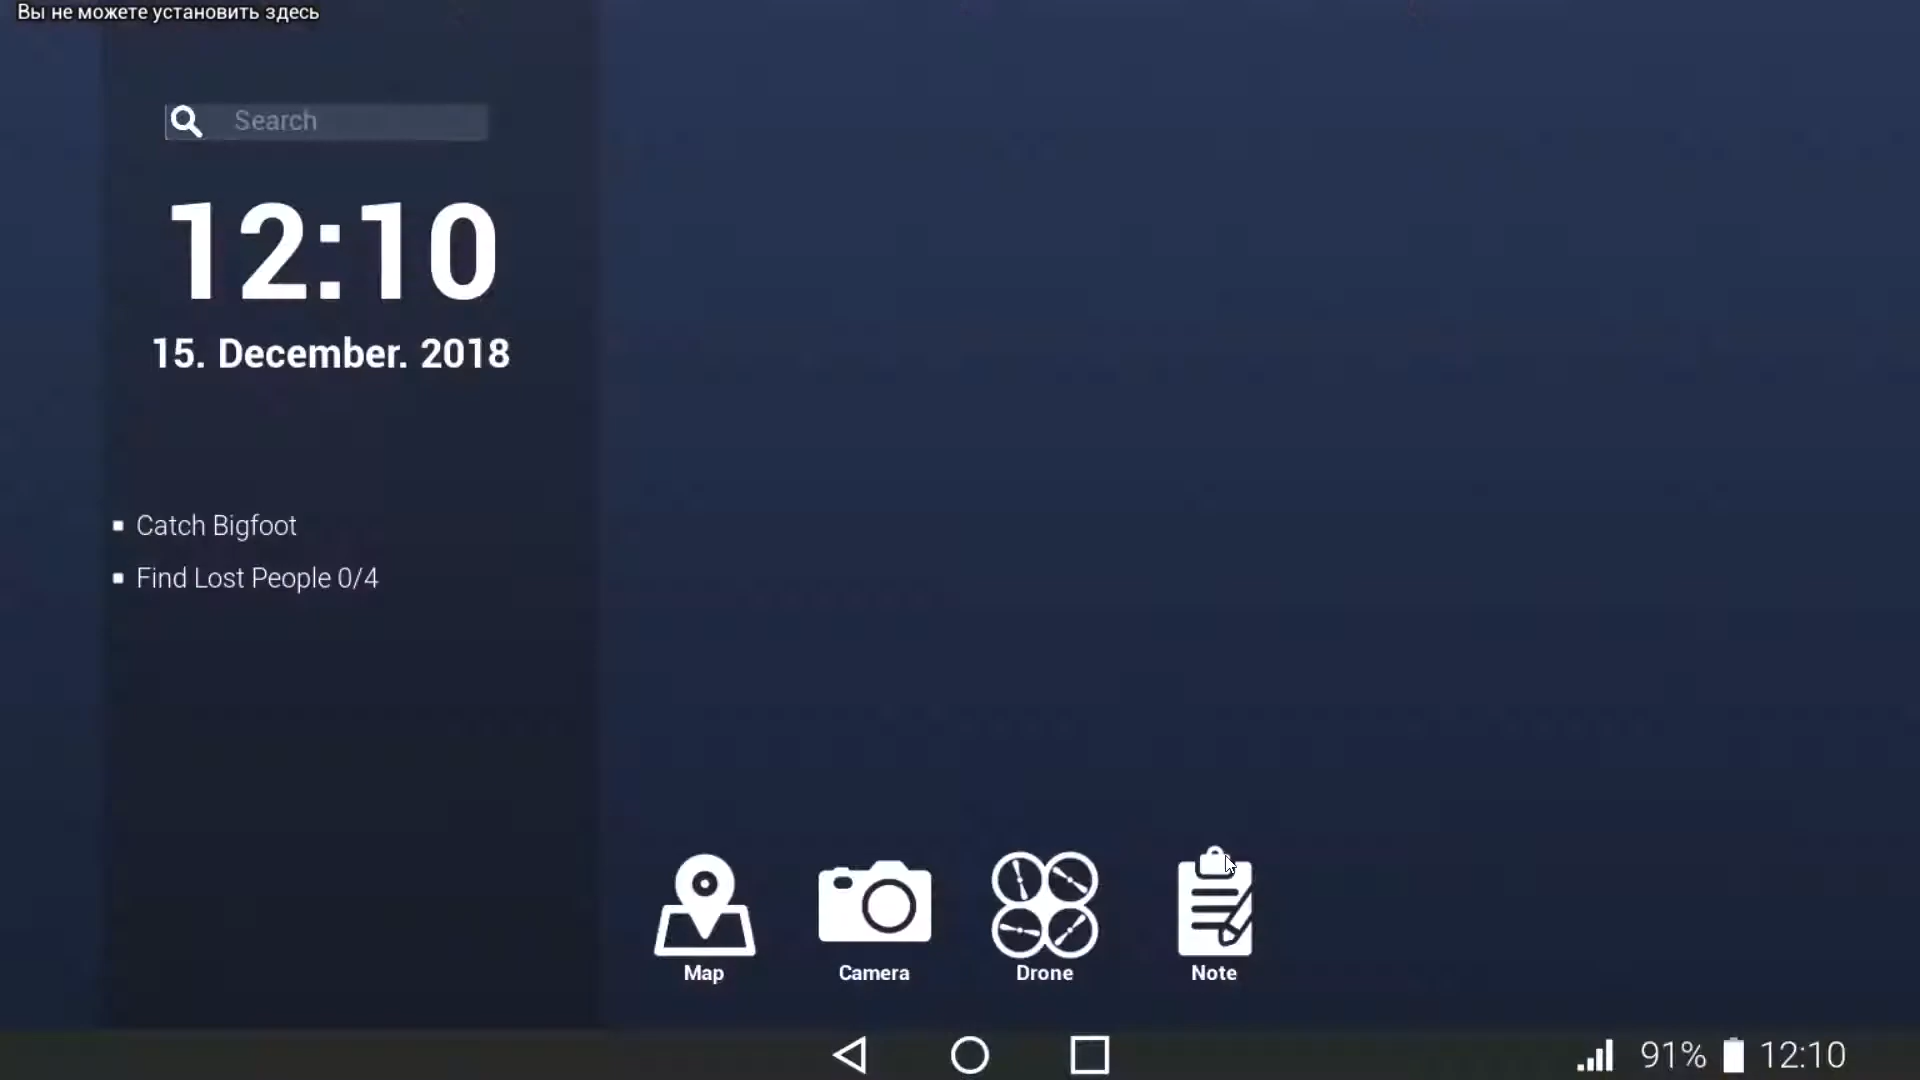 Вы не можете установить здесь
Search
12:10
15. December. 2018
Catch Bigfoot
Find Lost People 0/4
Map
Camera
Drone
Note
91% 12:10